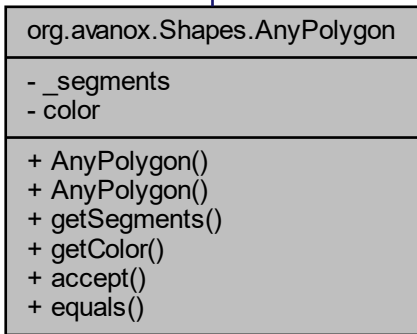 org.avanox.Shapes.AnyPolygon
- _segments
- color
+ AnyPolygon()
+ AnyPolygon()
+ getSegments()
+ getColor()
+ accept()
+ equals()